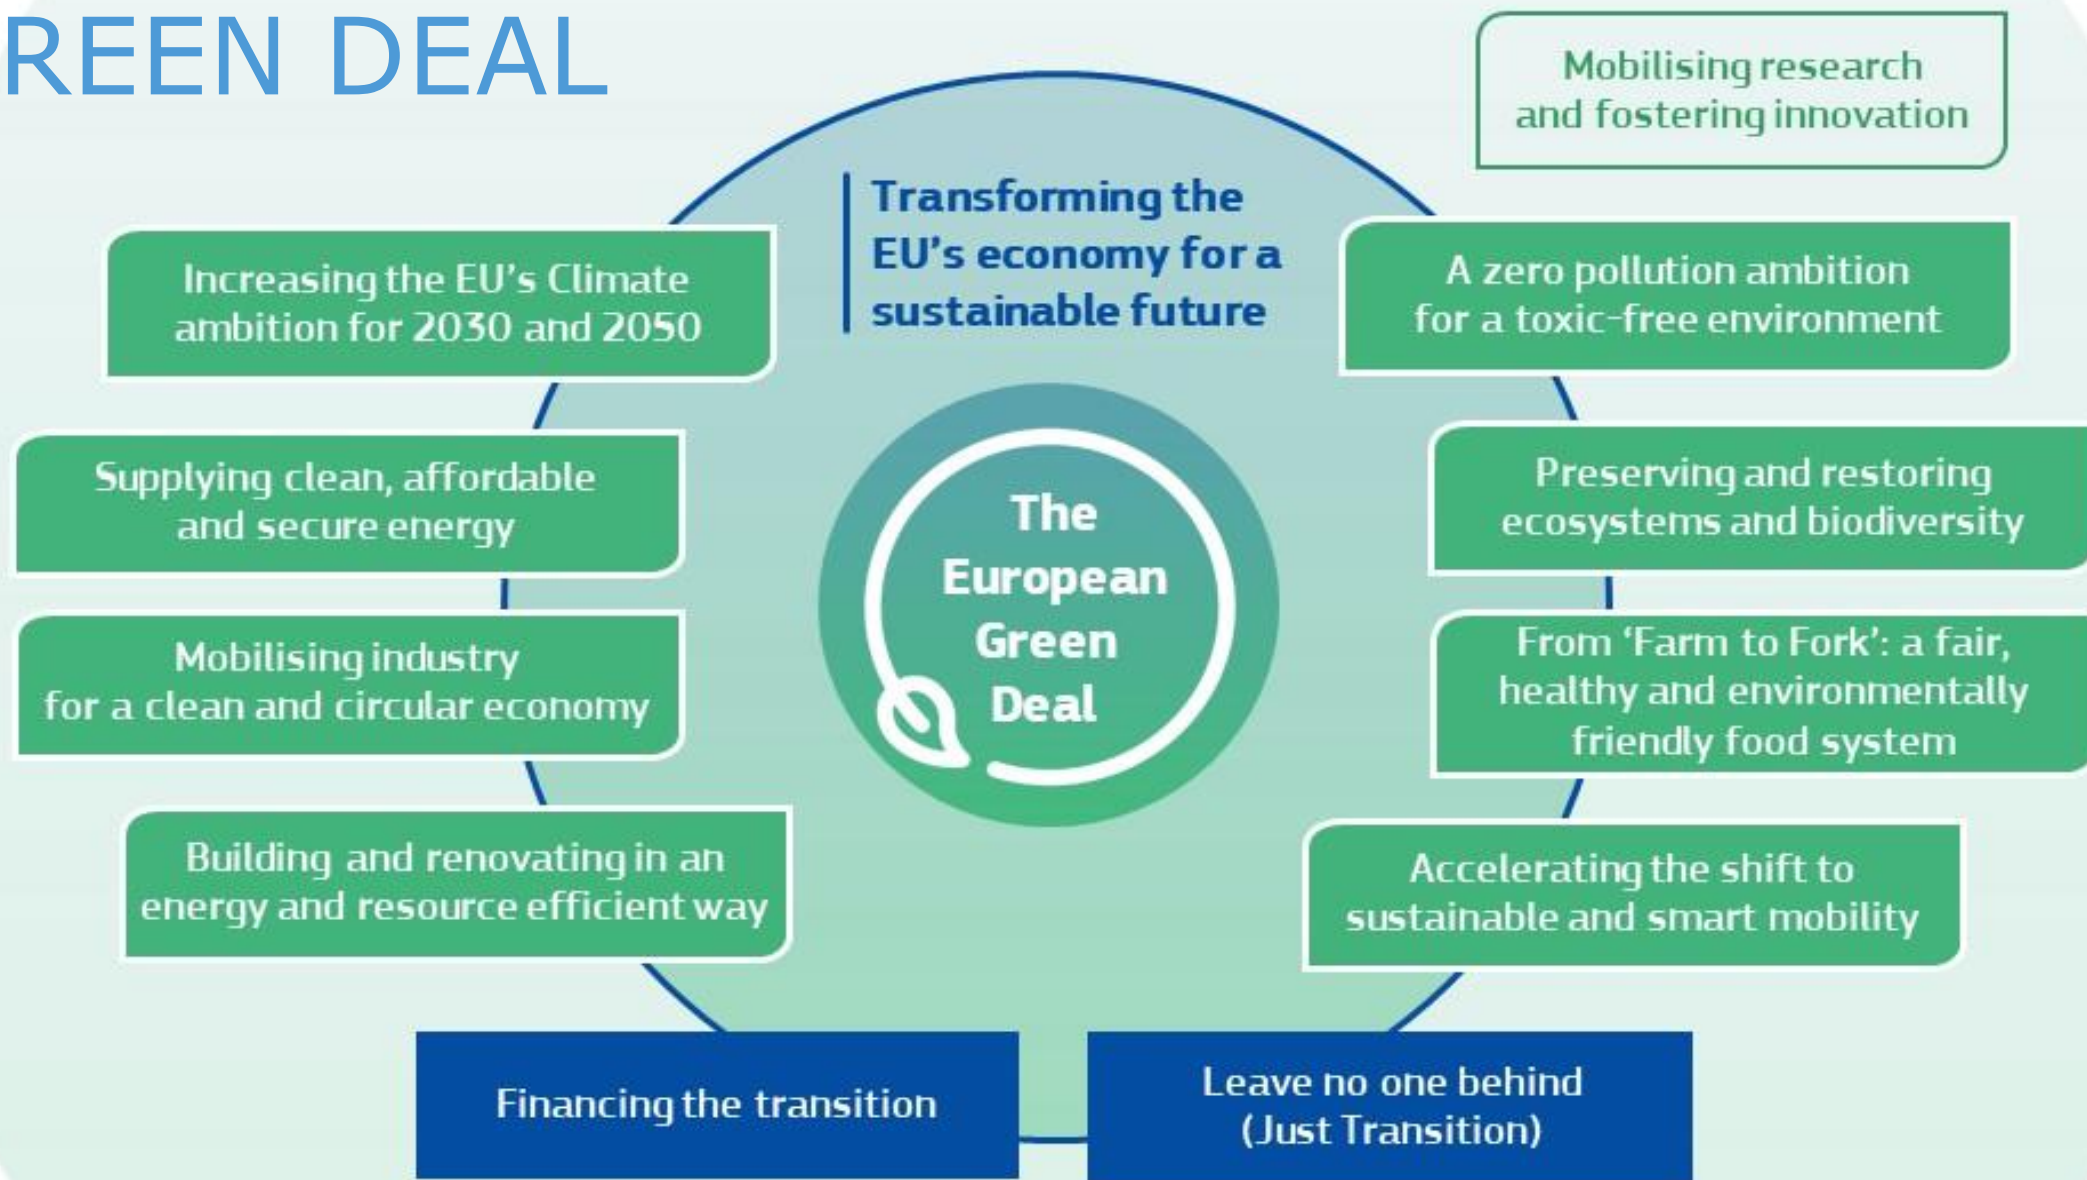 REEN DEAL
Mobilising research
and fostering innovation
Transforming the
EU's economy for a
sustainable future
Increasing the EU's Climate
ambition for 2030 and 2050
A zero pollution ambition
for a toxic-free environment
Supplying clean, affordable
and secure energy
Preserving and restoring
ecosystems and biodiversity
The
European
Green
Deal
Mobilising industry
for a clean and circular economy
From ‘Farm to Fork’: a fair,
healthy and environmentally
friendly food system
Building and renovating in an
energy and resource efficient way
Accelerating the shift to
sustainable and smart mobility
Financing the transition
Leave no one behind
(Just Transition)